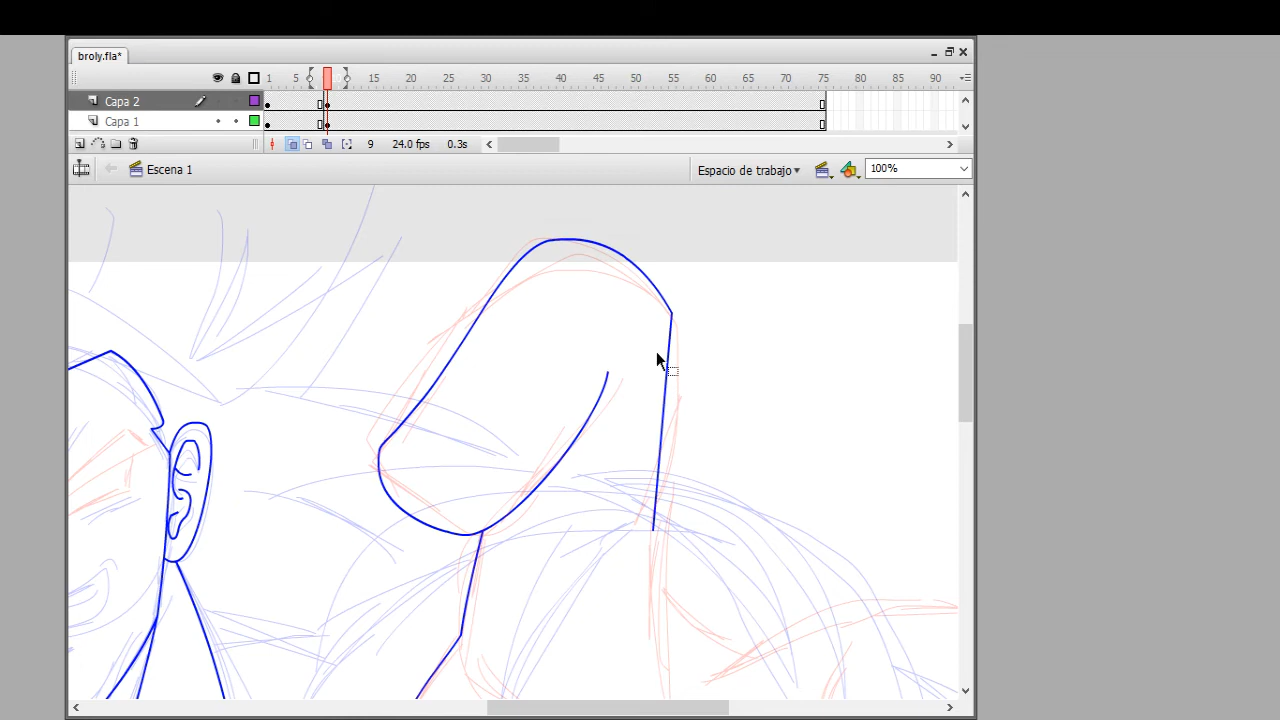 broly.fla*
1 5 15 20 25 30 35 40 45 50 55 60 65 70 75 80 85 90
Capa 2
Capa 1
9 24.0 fps 0.3s
Escena 1 Espacio de trabajo 100%